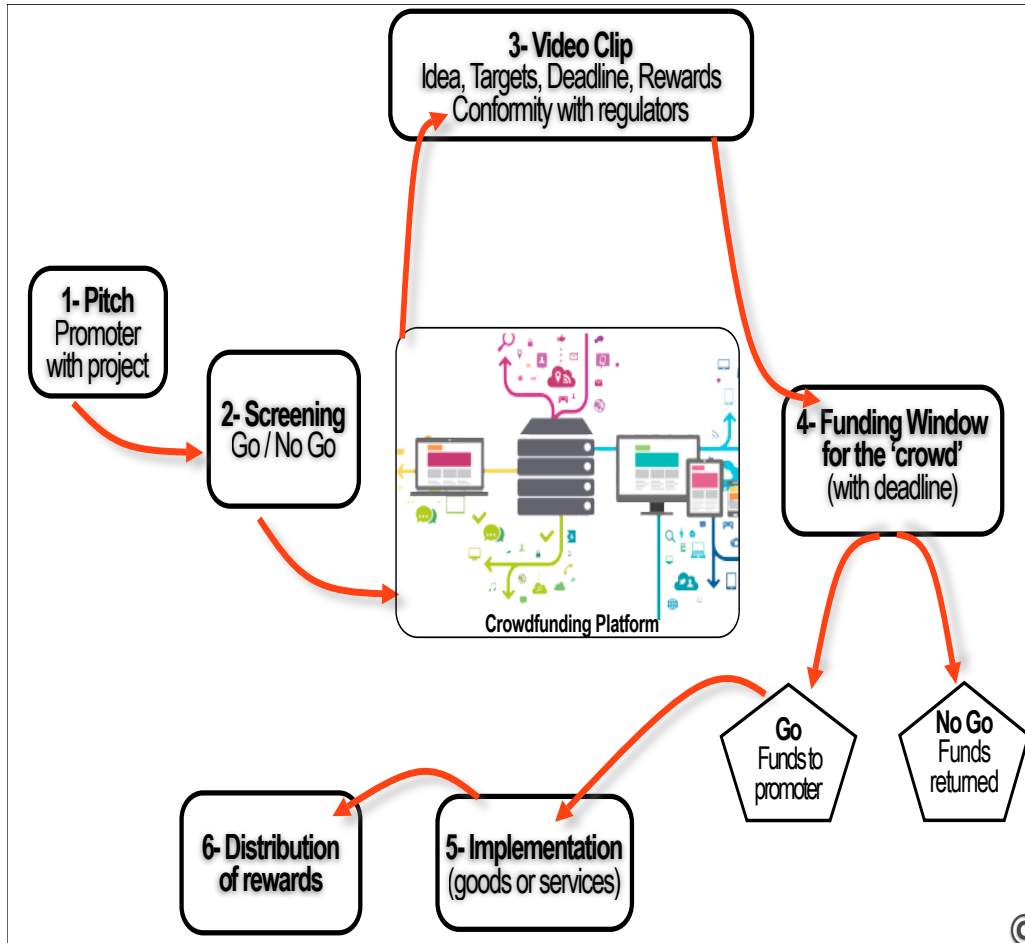 1- Pitch
Promoter
with project
2- Screening
Go / No Go
3- Video Clip
Idea, Targets, Deadline, Rewards
Conformity with regulators
Crowdfunding Platform
4- Funding Window
for the ‘crowd’
(with deadline)
Go
Funds to
promoter
No Go
Funds
returned
5- Implementation
(goods or services)
6- Distribution
of rewards
©